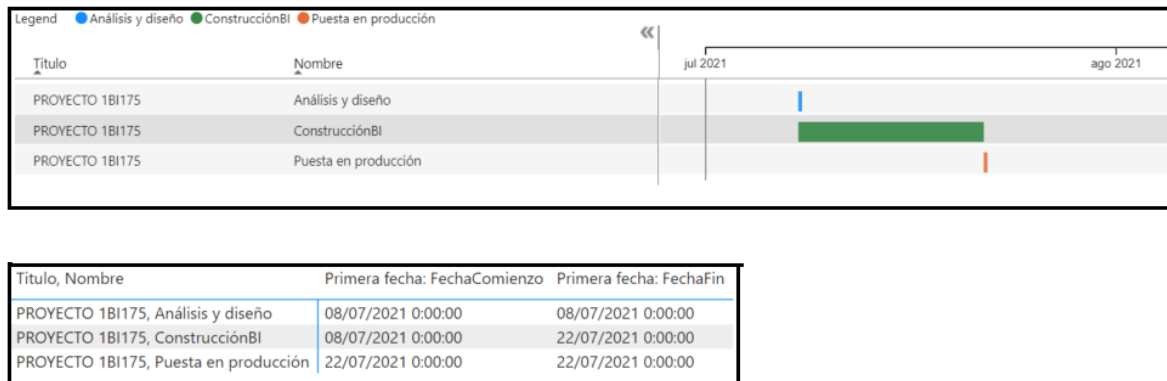 Legend Análisis y diseño ConstrucciónBI Puesta en producción
Título Nombre jul 2021 ago 2021
PROYECTO 1BI175 Análisis y diseño
PROYECTO 1BI175 ConstrucciónBI
PROYECTO 1BI175 Puesta en producción
Titulo, Nombre Primera fecha: FechaComienzo Primera fecha: FechaFin
PROYECTO 1BI175, Análisis y diseño 08/07/2021 0:00:00 08/07/2021 0:00:00
PROYECTO 1BI175, ConstrucciónBI 08/07/2021 0:00:00 22/07/2021 0:00:00
PROYECTO 1BI175, Puesta en producción 22/07/2021 0:00:00 22/07/2021 0:00:00